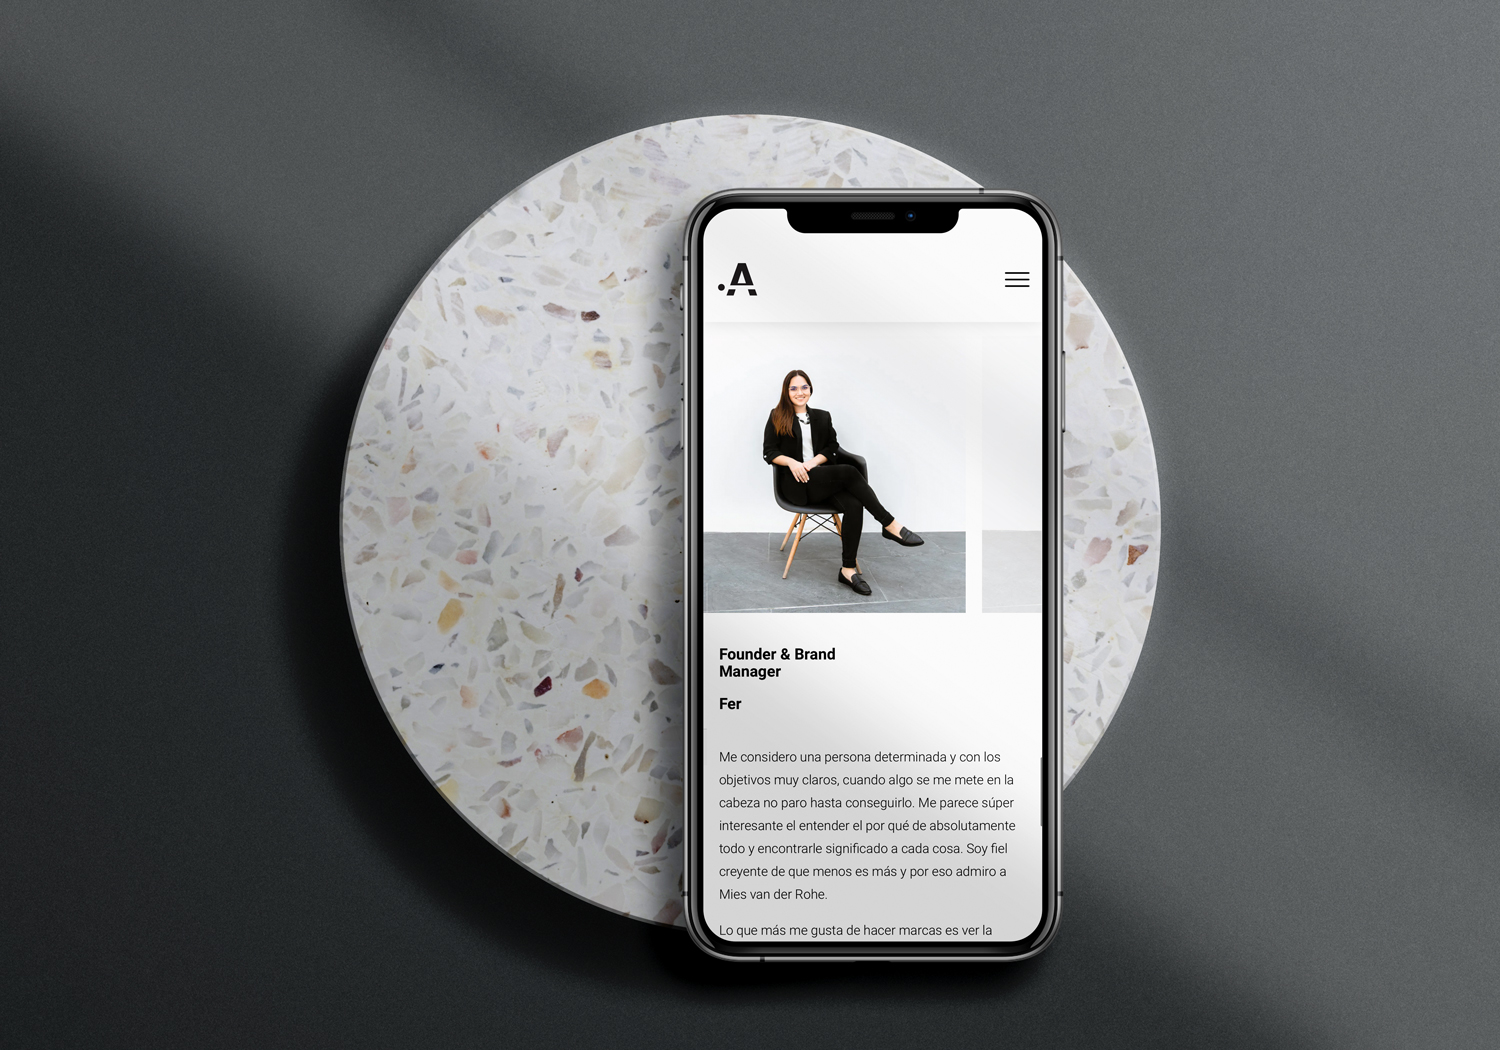 .A
Founder & Brand
Manager
Fer
Me considero una persona determinada y con los
objetivos muy claros, cuando algo se me mete en la
cabeza no paro hasta conseguirlo. Me parece súper
interesante el entender el por qué de absolutamente
todo y encontrarle significado a cada cosa. Soy fiel
creyente de que menos es más y por eso admiro a
Mies van der Rohe.
Lo que más me gusta de hacer marcas es ver la